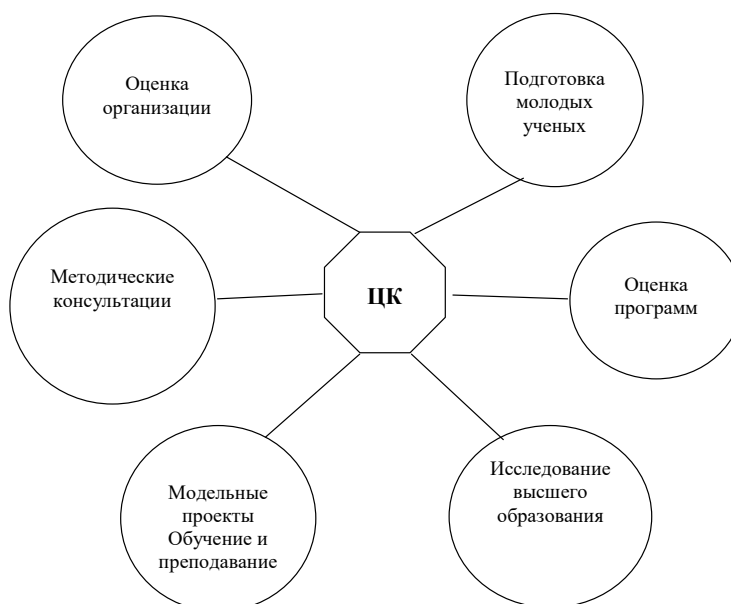 Оценка
организации
Подготовка
молодых
ученых
Методические
консультации
ЦК
Оценка
программ
Модельные
проекты
Обучение и
преподавание
Исследование
высшего
образования